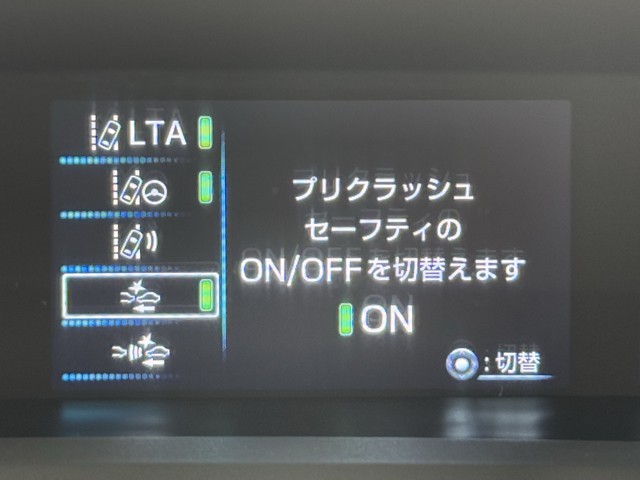 LTA
プリクラッシュ
セーフティの
ON/OFFを切替えます
ON
:切替